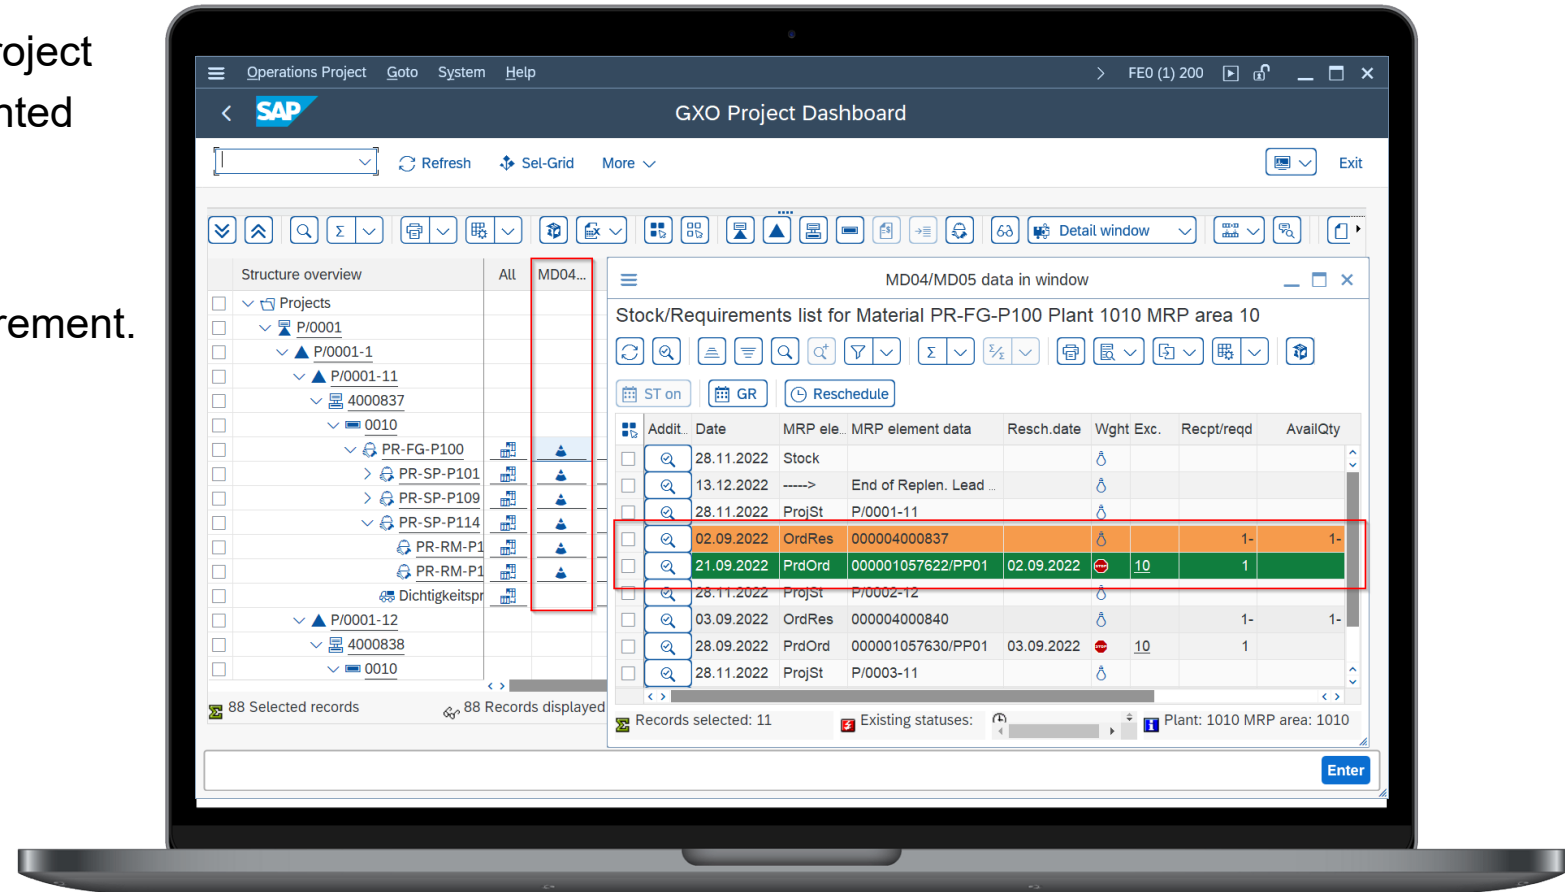 roject
nted
rement.
Operations Project Goto System Help
FE0 (1) 200
SAP
GXO Project Dashboard
Refresh Sel-Grid More
Exit
Detail window
Structure overview All MD04...
Projects
P/0001
P/0001-1
P/0001-11
4000837
0010
PR-FG-P100
PR-SP-P101
PR-SP-P109
PR-SP-P114
PR-RM-P1
PR-RM-P1
Dichtigkeitspr
P/0001-12
4000838
0010
88 Selected records 88 Records displayed
MD04/MD05 data in window
Stock/Requirements list for Material PR-FG-P100 Plant 1010 MRP area 10
ST on GR Reschedule
Addit.. Date MRP ele.. MRP element data Resch.date Wght Exc. Recpt/reqd AvailQty
28.11.2022 Stock
13.12.2022 -----> End of Replen. Lead ...
28.11.2022 ProjSt P/0001-11
02.09.2022 OrdRes 000004000837 1- 1-
21.09.2022 PrdOrd 000001057622/PP01 02.09.2022 STOP 10 1
28.11.2022 ProjSt P/0002-12
03.09.2022 OrdRes 000004000840 1- 1-
28.09.2022 PrdOrd 000001057630/PP01 03.09.2022 STOP 10 1
28.11.2022 ProjSt P/0003-11
Records selected: 11 Existing statuses: Plant: 1010 MRP area: 1010
Enter